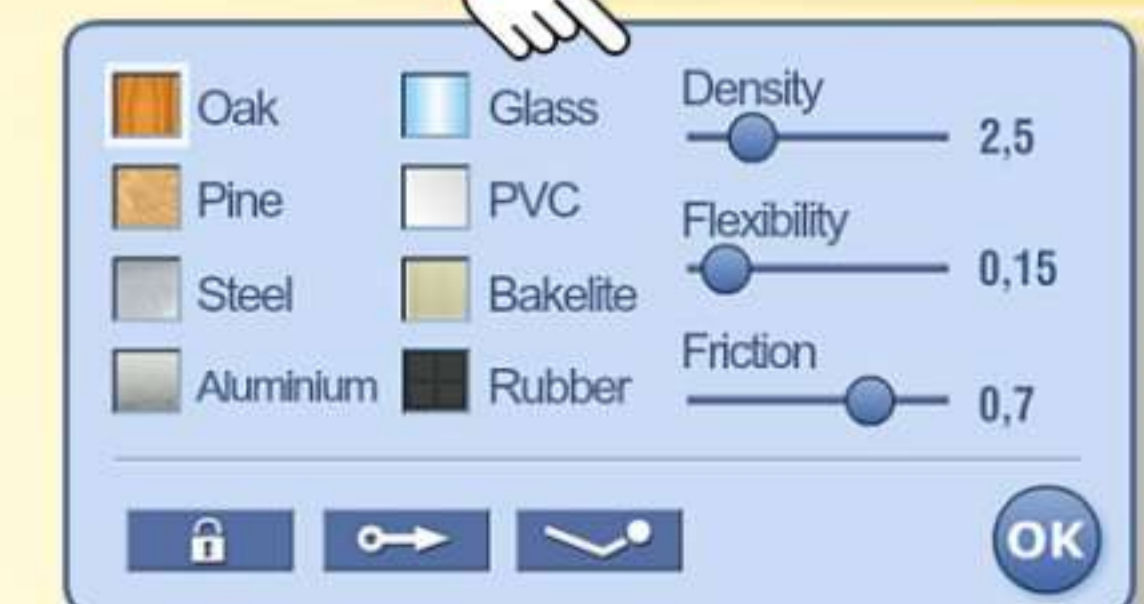 Oak
Pine
Steel
Aluminium
Glass
PVC
Bakelite
Rubber
Density
2,5
Flexibility
0,15
Friction
0,7
OK